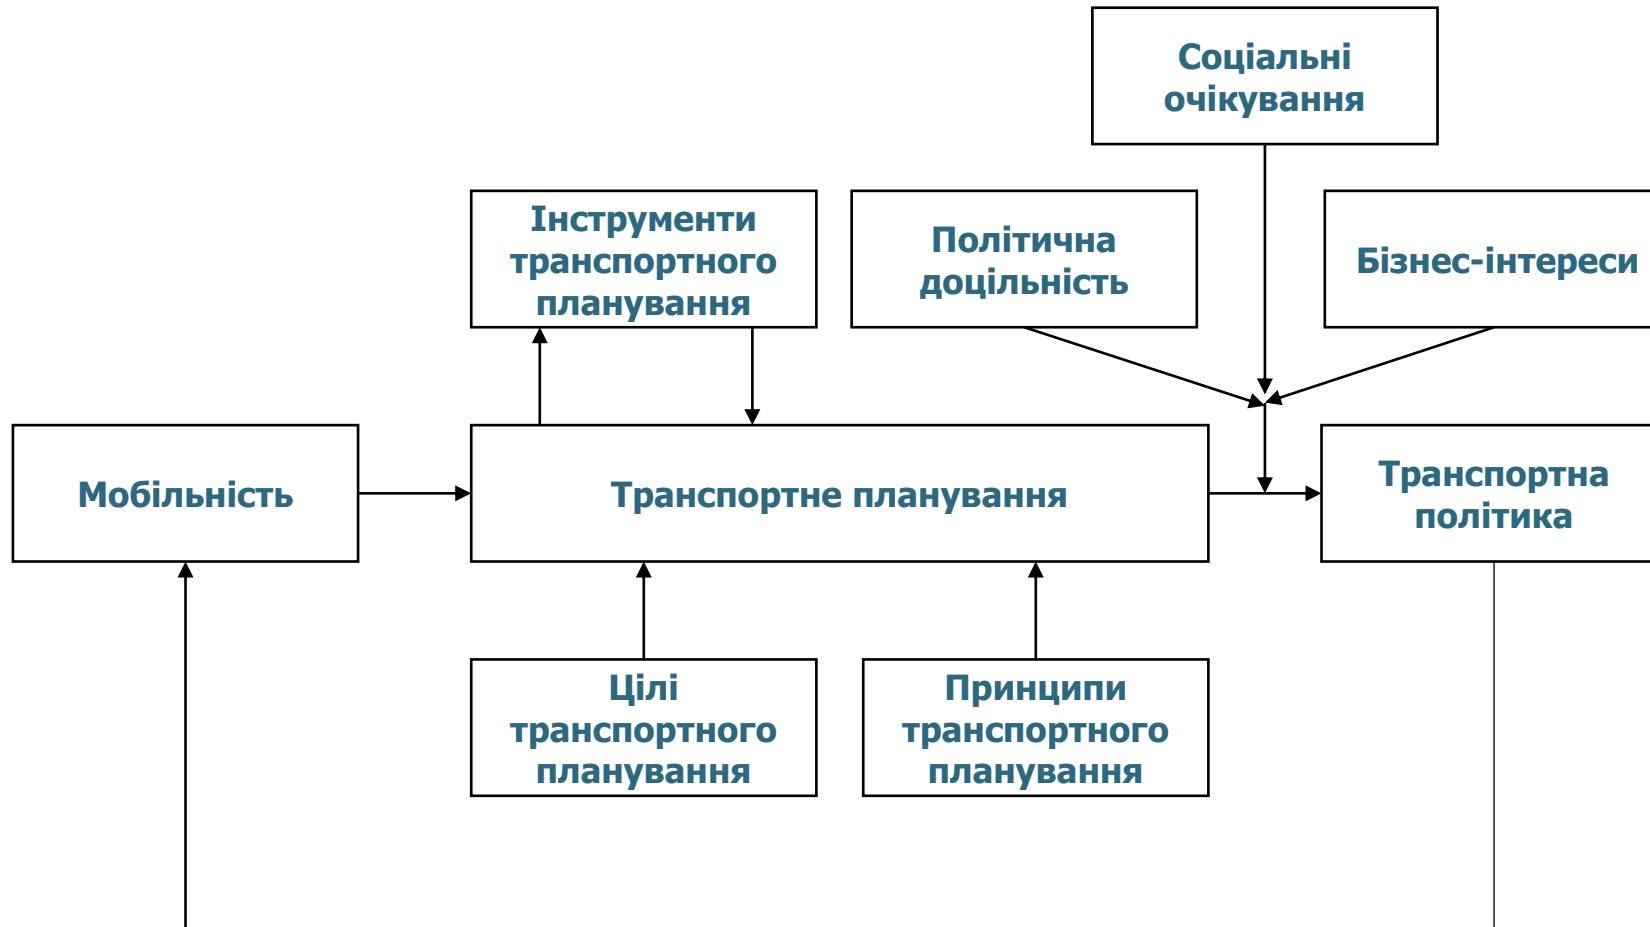 Соціальні
очікування
Інструменти
транспортного
планування
Політична
доцільність
Бізнес-інтереси
Мобільність
Транспортне планування
Транспортна
політика
Цілі
транспортного
планування
Принципи
транспортного
планування